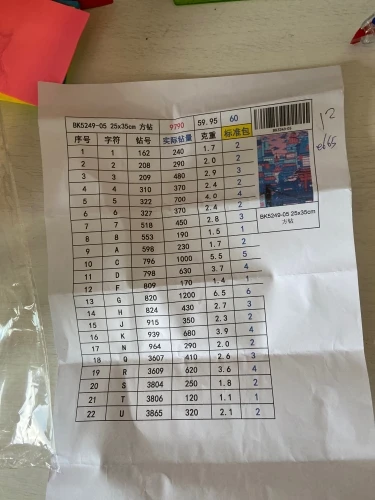 BK5249-05 25x35cm 方钻 9790 59.95 60
序号 字符 钻号 实际钻量 克重 标准包
1 1 162 240 1.7 2
2 2 208 290 2.0 2
3 3 209 480 2.9 3
4 4 310 370 2.4 2
5 5 322 700 4.0 4
6 6 327 370 2.4 2
7 7 518 450 2.8 3
8 8 553 190 1.5 1
9 A 598 230 1.7 2
10 C 796 1000 5.5 5
11 D 798 630 3.7 4
12 F 809 170 1.4 1
13 G 820 1200 6.5 6
14 H 824 430 2.7 3
15 J 915 350 2.3 2
16 K 939 680 3.9 4
17 N 964 290 2.0 2
18 Q 3607 410 2.6 3
19 R 3609 620 3.6 4
20 S 3804 250 1.8 2
21 T 3806 120 1.1 1
22 U 3865 320 2.1 2
BK5249-05
BK5249-05 25x35cm
方钻